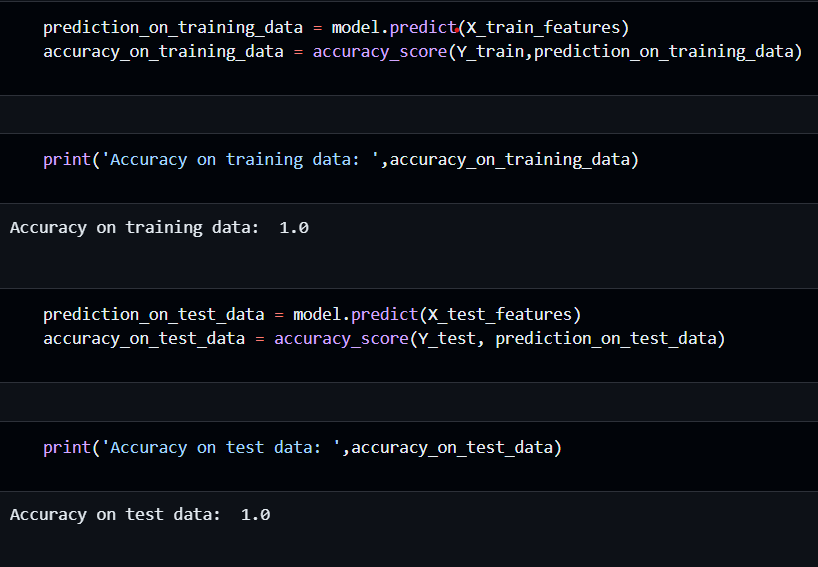 prediction_on_training_data = model.predict(X_train_features)
accuracy_on_training_data = accuracy_score(Y_train,prediction_on_training_data)
print('Accuracy on training data: ',accuracy_on_training_data)
Accuracy on training data:  1.0
prediction_on_test_data = model.predict(X_test_features)
accuracy_on_test_data = accuracy_score(Y_test, prediction_on_test_data)
print('Accuracy on test data: ',accuracy_on_test_data)
Accuracy on test data:  1.0